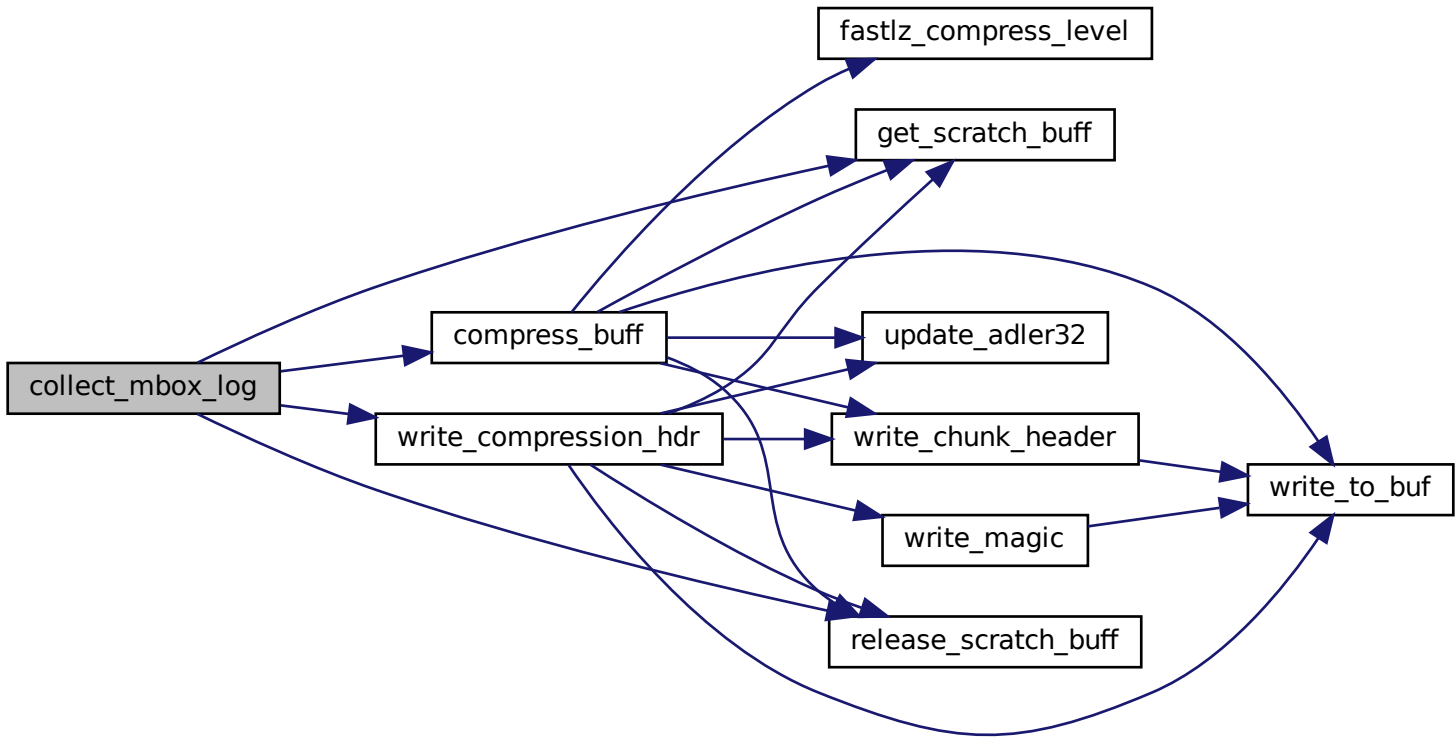 fastlz_compress_level
get_scratch_buff
compress_buff
update_adler32
collect_mbox_log
write_compression_hdr
write_chunk_header
write_to_buf
write_magic
release_scratch_buff